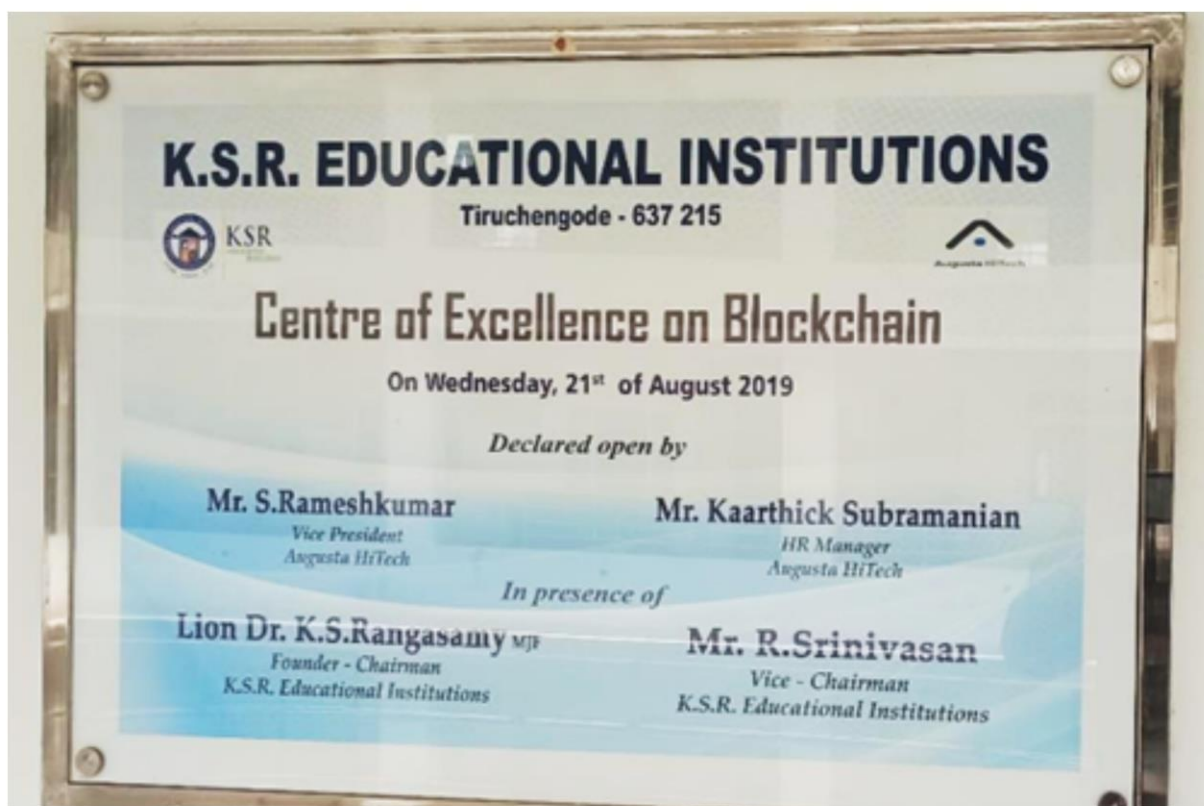 K.S.R. EDUCATIONAL INSTITUTIONS
Tiruchengode - 637 215
KSR
Augusta HiTech
Centre of Excellence on Blockchain
On Wednesday, 21st of August 2019
Declared open by
Mr. S.Rameshkumar
Vice President
Augusta HiTech
Mr. Kaarthick Subramanian
HR Manager
Augusta HiTech
In presence of
Lion Dr. K.S.Rangasamy MJF
Founder - Chairman
K.S.R. Educational Institutions
Mr. R.Srinivasan
Vice - Chairman
K.S.R. Educational Institutions